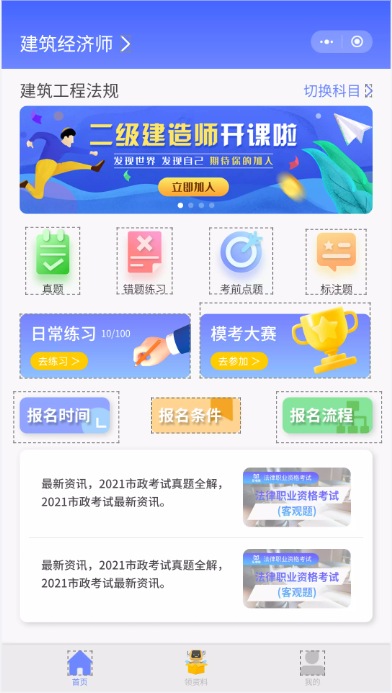 建筑经济师
建筑工程法规
切换科目
二级建造师开课啦
发现世界 发现自己 期待你的加入
立即加入
真题
错题练习
考前点题
标注题
日常练习 10/100
去练习 >
模考大赛
去参加 >
报名时间
报名条件
报名流程
最新资讯，2021市政考试真题全解，
2021市政考试最新资讯。
法律职业资格考试
法律职业资格考试
(客观题)
最新资讯，2021市政考试真题全解，
2021市政考试最新资讯。
法律职业资格考试
法律职业资格考试
(客观题)
首页
领资料
我的